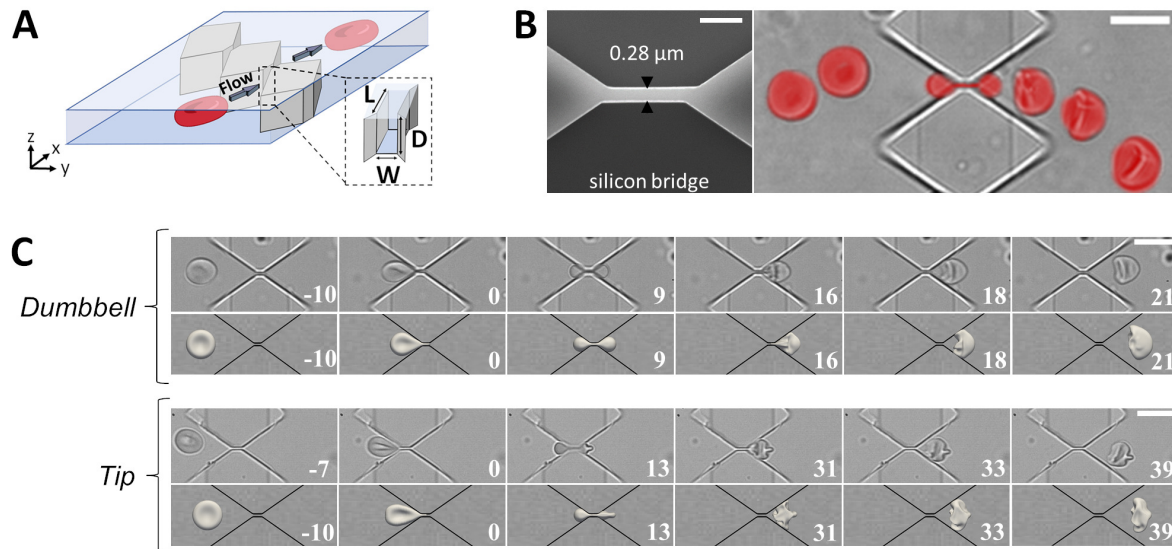 A
Flow
L
D
W
z
x
y
B
0.28 µm
silicon bridge
C
Dumbbell
-10 0 9 16 18 21
-10 0 9 16 18 21
Tip
-7 0 13 31 33 39
-10 0 13 31 33 39